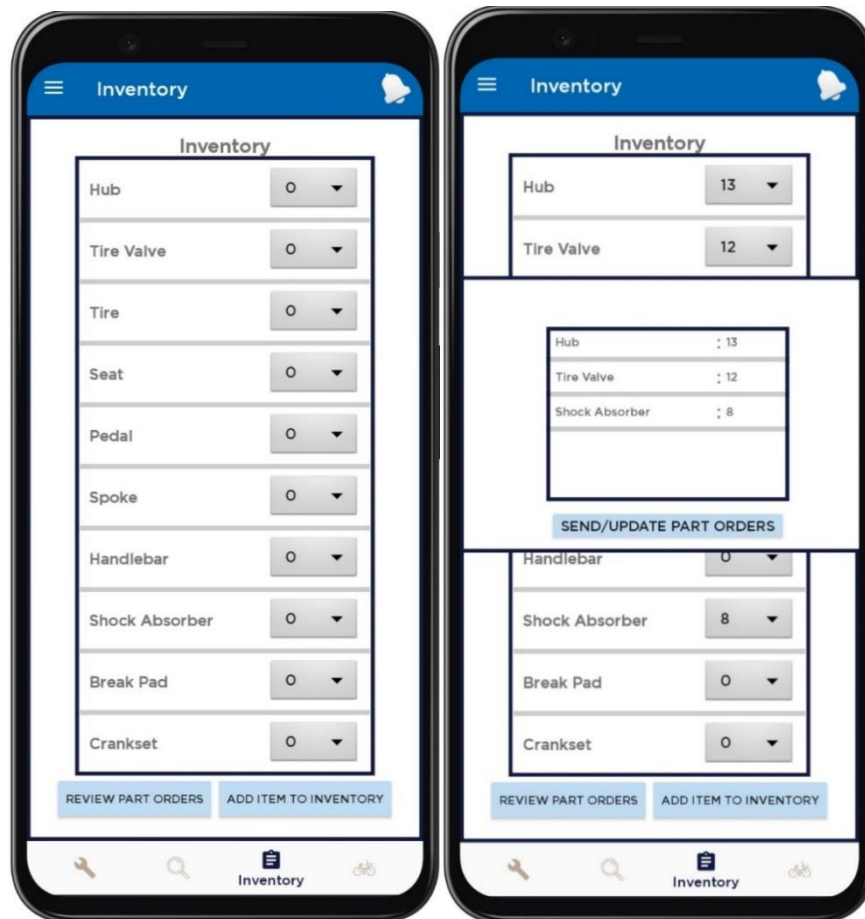 Inventory
Inventory
Hub 0
Tire Valve 0
Tire 0
Seat 0
Pedal 0
Spoke 0
Handlebar 0
Shock Absorber 0
Break Pad 0
Crankset 0
REVIEW PART ORDERS ADD ITEM TO INVENTORY
Inventory
Inventory
Inventory
Hub 13
Tire Valve 12
Hub : 13
Tire Valve : 12
Shock Absorber : 8
SEND/UPDATE PART ORDERS
Handlebar 0
Shock Absorber 8
Break Pad 0
Crankset 0
REVIEW PART ORDERS ADD ITEM TO INVENTORY
Inventory